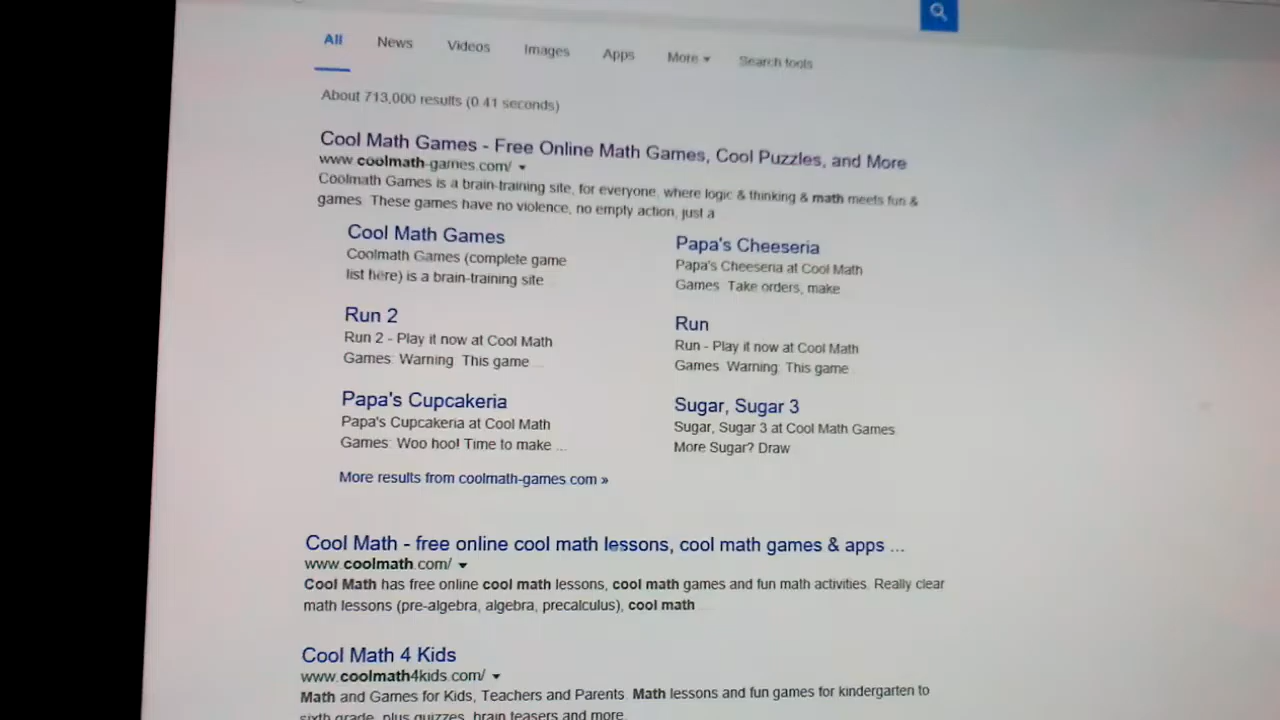 All News Videos Images Apps More Search tools
About 713,000 results (0.41 seconds)
Cool Math Games - Free Online Math Games, Cool Puzzles, and More
www.coolmath-games.com/
Coolmath Games is a brain-training site, for everyone, where logic & thinking & math meets fun &
games. These games have no violence, no empty action, just a
Cool Math Games
Coolmath Games (complete game
list here) is a brain-training site ...
Papa's Cheeseria
Papa's Cheeseria at Cool Math
Games. Take orders, make ...
Run 2
Run 2 - Play it now at Cool Math
Games: Warning: This game ...
Run
Run - Play it now at Cool Math
Games. Warning: This game ...
Papa's Cupcakeria
Papa's Cupcakeria at Cool Math
Games: Woo hoo! Time to make ...
Sugar, Sugar 3
Sugar, Sugar 3 at Cool Math Games
More Sugar? Draw
More results from coolmath-games.com »
Cool Math - free online cool math lessons, cool math games & apps ...
www.coolmath.com/
Cool Math has free online cool math lessons, cool math games and fun math activities. Really clear
math lessons (pre-algebra, algebra, precalculus), cool math
Cool Math 4 Kids
www.coolmath4kids.com/
Math and Games for Kids, Teachers and Parents. Math lessons and fun games for kindergarten to
sixth grade, plus quizzes, brain teasers and more.